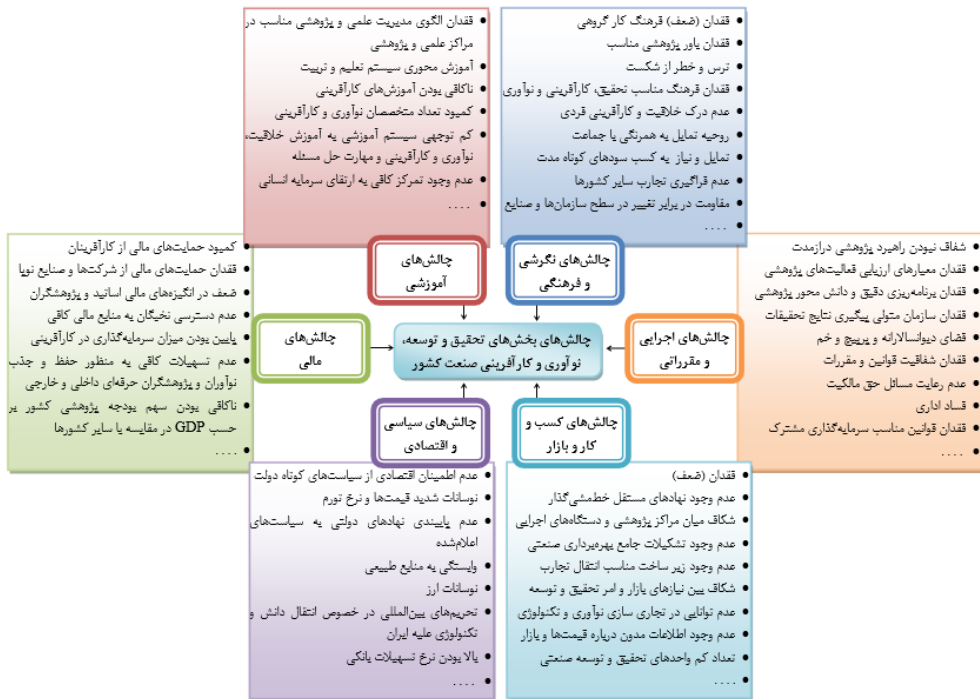 فقدان (ضعف) فرهنگ کار گروهی
فقدان باور پژوهشی مناسب
ترس و خطر از شکست
فقدان فرهنگ مناسب تحقیق، کارآفرینی و نوآوری
عدم درک خلاقیت و کارآفرینی فردی
روحیه تمایل به همرنگی با جماعت
تمایل و نیاز به کسب سودهای کوتاه مدت
عدم فراگیری تجارب سایر کشورها
مقاومت در برابر تغییر در سطح سازمان‌ها و صنایع
....
فقدان الگوی مدیریت علمی و پژوهشی مناسب در
مراکز علمی و پژوهشی
آموزش محوری سیستم تعلیم و تربیت
ناکافی بودن آموزش‌های کارآفرینی
کمبود تعداد متخصصان نوآوری و کارآفرینی
کم توجهی سیستم آموزشی به آموزش خلاقیت،
نوآوری و کارآفرینی و مهارت حل مسئله
عدم وجود تمرکز کافی به ارتقای سرمایه انسانی
....
شفاف نبودن راهبرد پژوهشی درازمدت
فقدان معیارهای ارزیابی فعالیت‌های پژوهشی
فقدان برنامه‌ریزی دقیق و دانش محور پژوهشی
فقدان سازمان متولی پیگیری نتایج تحقیقات
فضای دیوانسالارانه و پرپیچ و خم
فقدان شفافیت قوانین و مقررات
عدم رعایت مسائل حق مالکیت
فساد اداری
فقدان قوانین مناسب سرمایه‌گذاری مشترک
....
چالش‌های نگرشی
و فرهنگی
چالش‌های
آموزشی
چالش‌های اجرایی
و مقرراتی
چالش‌های بخش‌های تحقیق و توسعه،
نوآوری و کارآفرینی صنعت کشور
چالش‌های
مالی
چالش‌های کسب و
کار و بازار
چالش‌های سیاسی
و اقتصادی
کمبود حمایت‌های مالی از کارآفرینان
فقدان حمایت‌های مالی از شرکت‌ها و صنایع نوپا
ضعف در انگیزه‌های مالی اساتید و پژوهشگران
عدم دسترسی نخبگان به منابع مالی کافی
پایین بودن میزان سرمایه‌گذاری در کارآفرینی
عدم تسهیلات کافی به منظور حفظ و جذب
نوآوران و پژوهشگران حرفه‌ای داخلی و خارجی
ناکافی بودن سهم بودجه پژوهشی کشور بر
حسب GDP در مقایسه با سایر کشورها
....
فقدان (ضعف)
عدم وجود نهادهای مستقل خط‌مشی‌گذار
شکاف میان مراکز پژوهشی و دستگاه‌های اجرایی
عدم وجود تشکیلات جامع بهره‌برداری صنعتی
عدم وجود زیر ساخت مناسب انتقال تجارب
شکاف بین نیازهای بازار و امر تحقیق و توسعه
عدم توانایی در تجاری سازی نوآوری و تکنولوژی
عدم وجود اطلاعات مدون درباره قیمت‌ها و بازار
تعداد کم واحدهای تحقیق و توسعه صنعتی
....
عدم اطمینان اقتصادی از سیاست‌های کوتاه دولت
نوسانات شدید قیمت‌ها و نرخ تورم
عدم پایبندی نهادهای دولتی به سیاست‌های
اعلام‌شده
وابستگی به منابع طبیعی
نوسانات ارز
تحریم‌های بین‌المللی در خصوص انتقال دانش و
تکنولوژی علیه ایران
بالا بودن نرخ تسهیلات بانکی
....